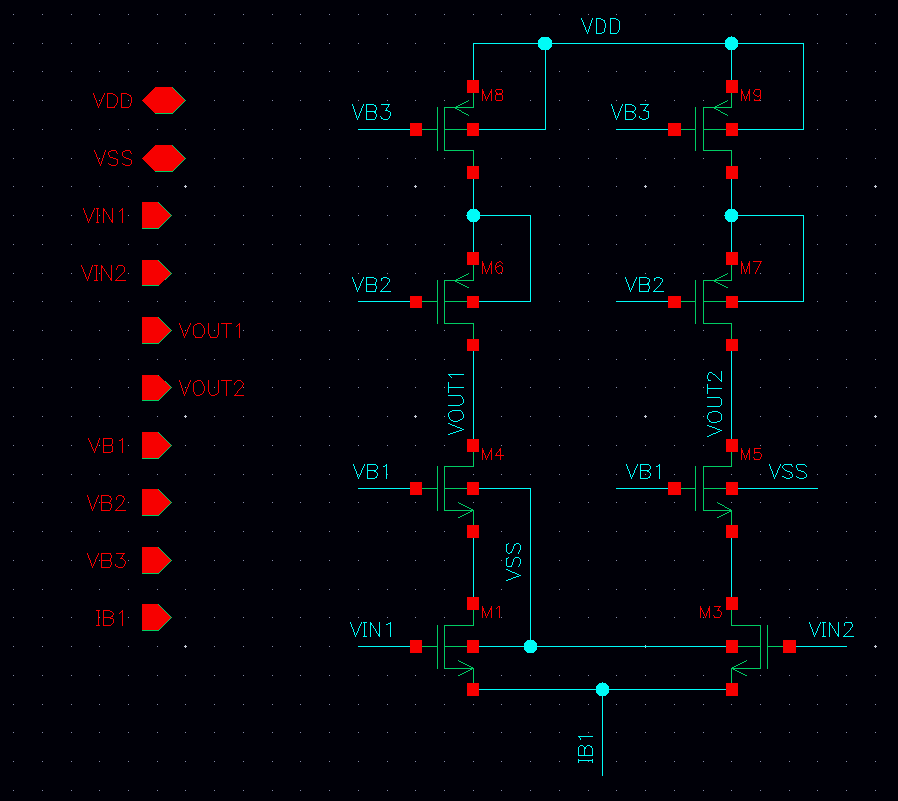 VDD
VSS
VIN1
VIN2
VOUT1
VOUT2
VB1
VB2
VB3
IB1
VDD
VB3
M8
VB3
M9
VB2
M6
VB2
M7
VOUT1
VOUT2
VB1
M4
VB1
M5
VSS
VSS
VIN1
M1
M3
VIN2
IB1